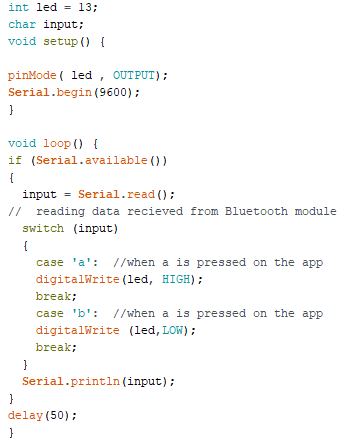 int led = 13;
char input;
void setup() {
pinMode( led , OUTPUT);
Serial.begin(9600);
}
void loop() {
if (Serial.available())
{
input = Serial.read();
//  reading data recieved from Bluetooth module
switch (input)
{
case 'a':  //when a is pressed on the app
digitalWrite(led, HIGH);
break;
case 'b':  //when a is pressed on the app
digitalWrite (led,LOW);
break;
}
Serial.println(input);
}
delay(50);
}